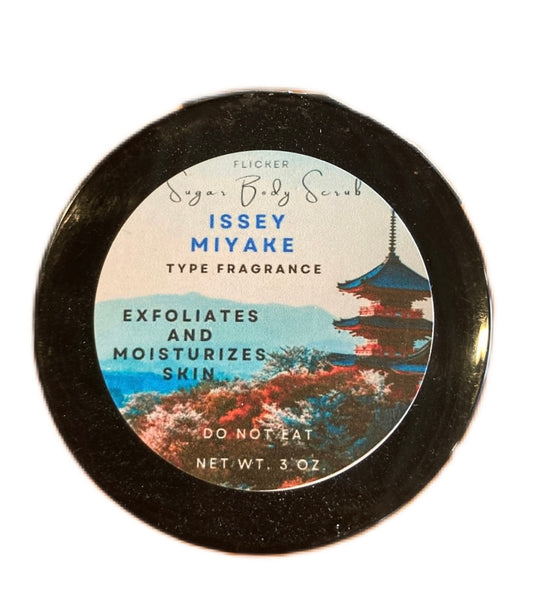 FLICKER
Sugar Body Scrub
ISSEY
MIYAKE
TYPE FRAGRANCE
EXFOLIATES
AND
MOISTURIZES
SKIN
DO NOT EAT
NET WT. 3 OZ.